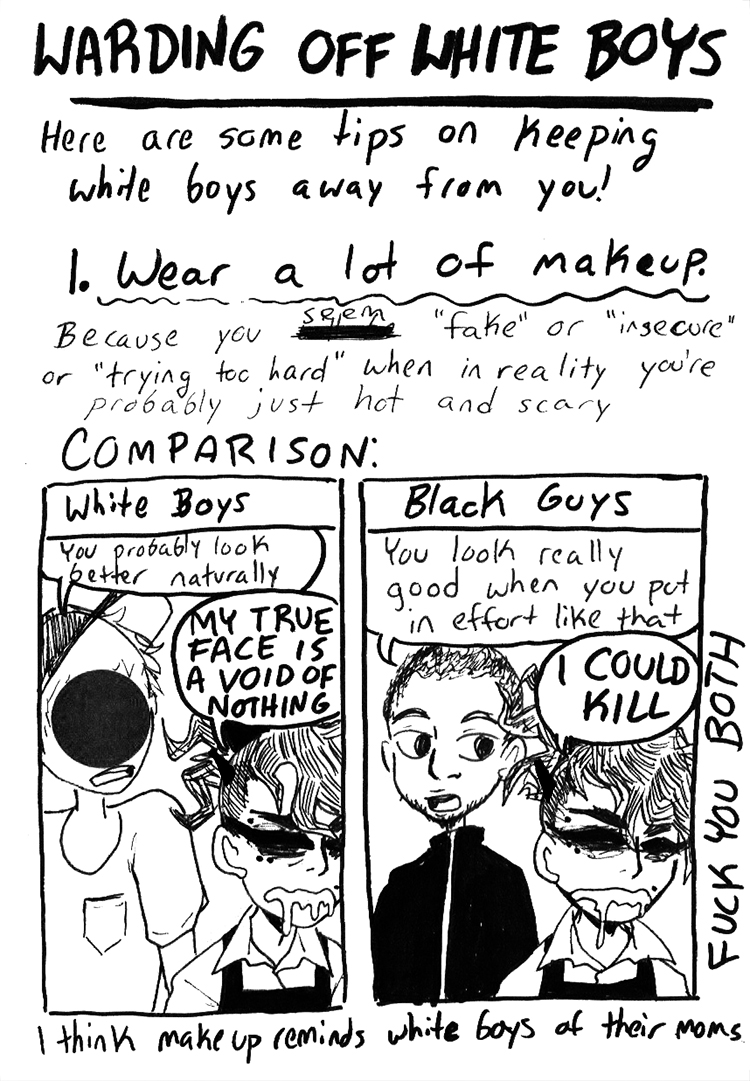 WARDING OFF WHITE BOYS
Here are some tips on keeping
white boys away from you!
1. Wear a lot of makeup.
Because you seem "fake" or "insecure"
or "trying too hard" when in reality you're
probably just hot and scary
COMPARISON:
White Boys
You probably look
better naturally
MY TRUE
FACE IS
A VOID OF
NOTHING
Black Guys
You look really
good when you put
in effort like that
I COULD
KILL
FUCK YOU BOTH
I think makeup reminds white boys of their moms